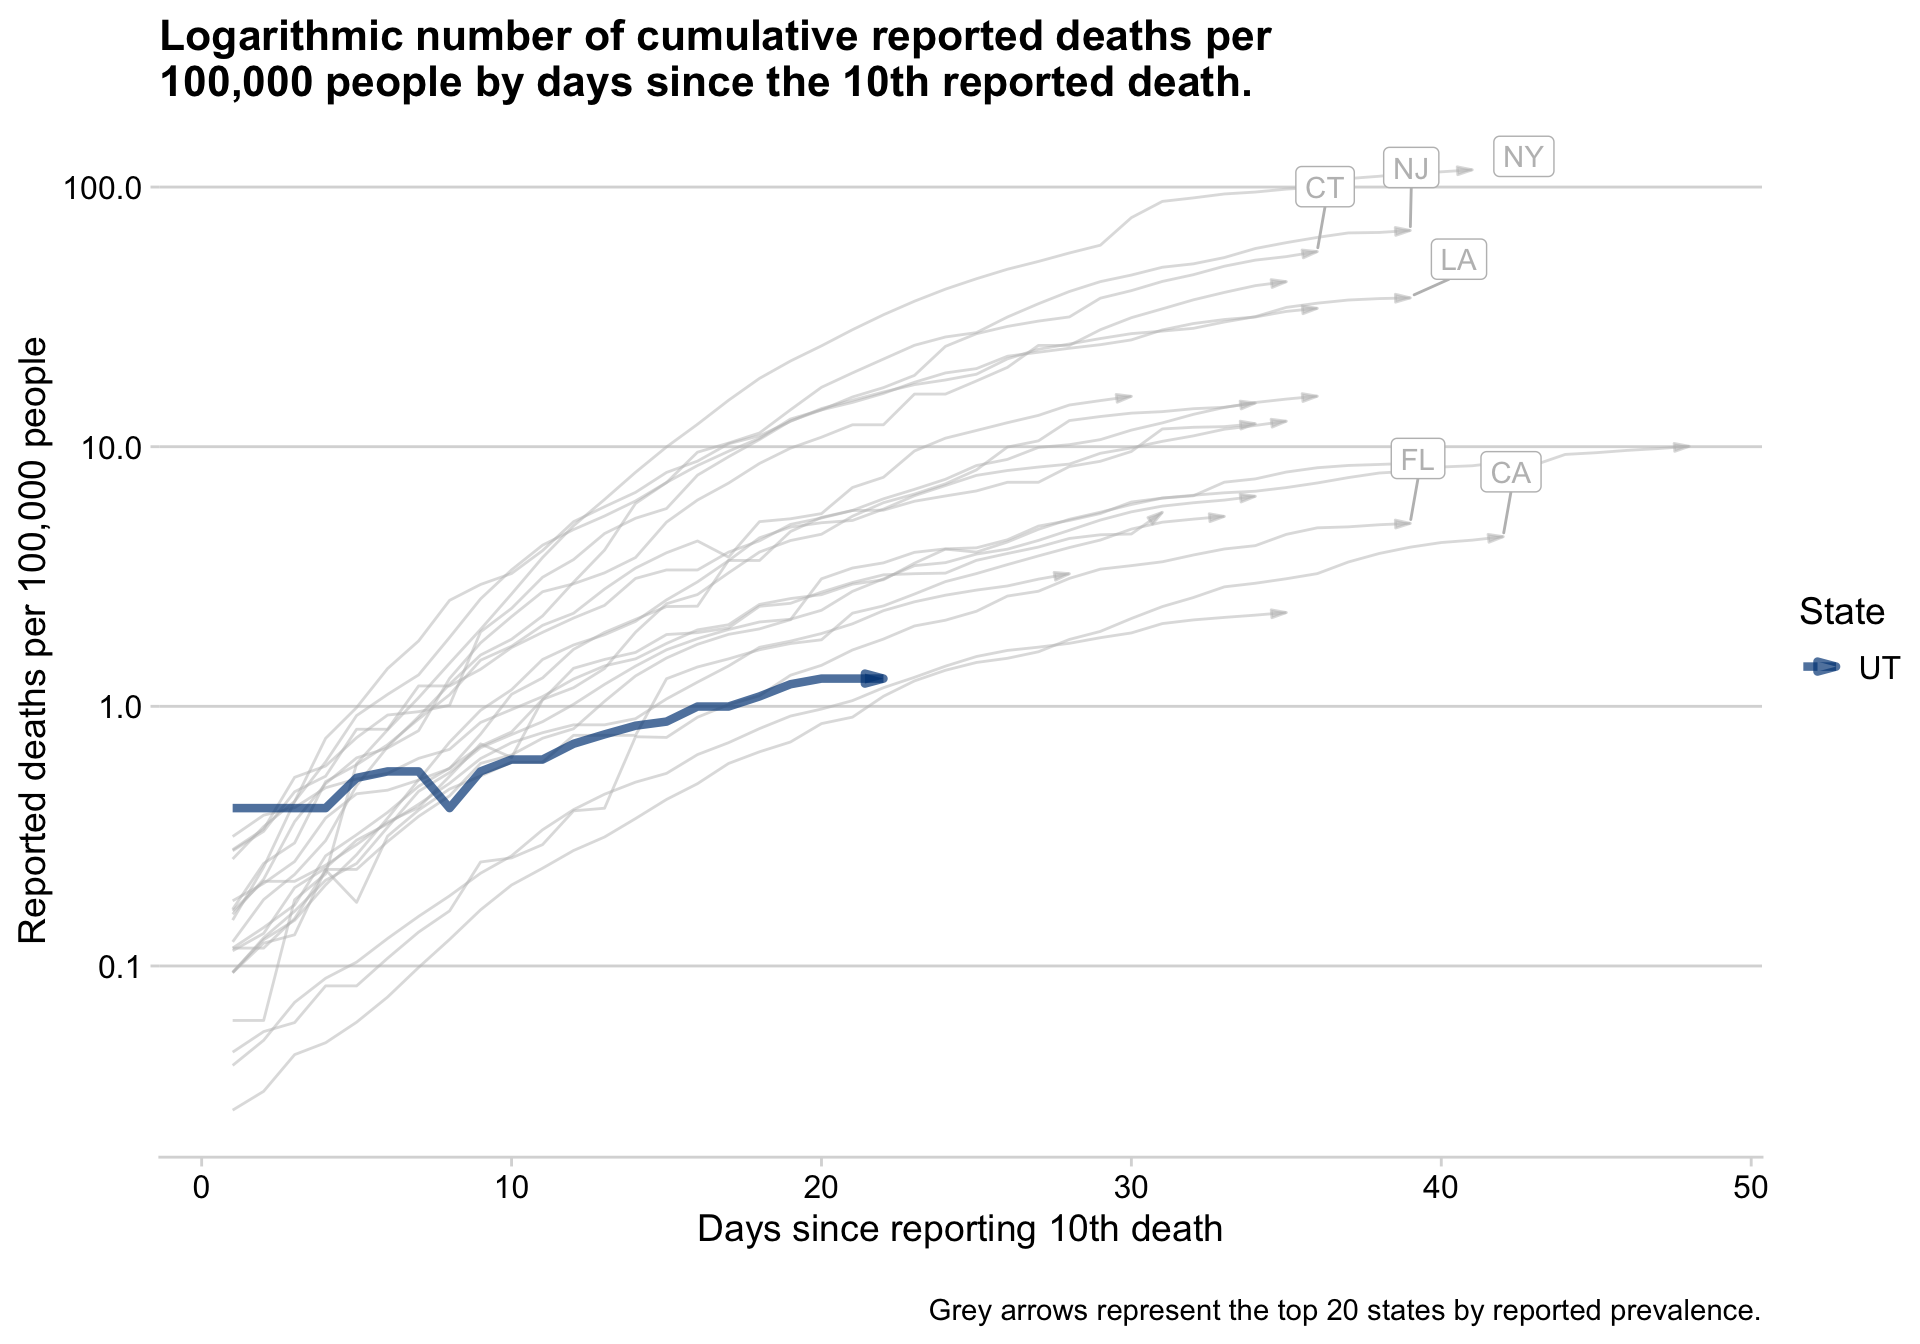 Logarithmic number of cumulative reported deaths per
100,000 people by days since the 10th reported death.
Reported deaths per 100,000 people
100.0
10.0
1.0
0.1
NY
NJ
CT
LA
FL
CA
State
UT
0
10
20
30
40
50
Days since reporting 10th death
Grey arrows represent the top 20 states by reported prevalence.